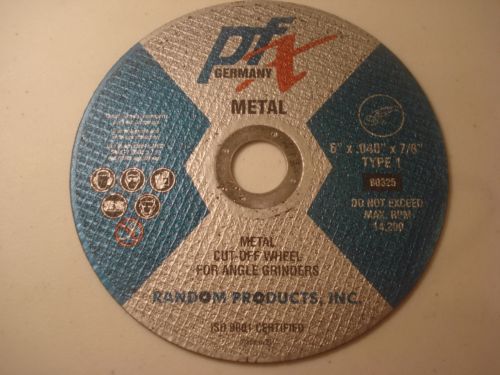 pfx
GERMANY
METAL
6" x .040" x 7/8"
TYPE 1
60325
DO NOT EXCEED
MAX. RPM
14,200
METAL
CUT-OFF WHEEL
FOR ANGLE GRINDERS
RANDOM PRODUCTS, INC.
ISO 9001 CERTIFIED